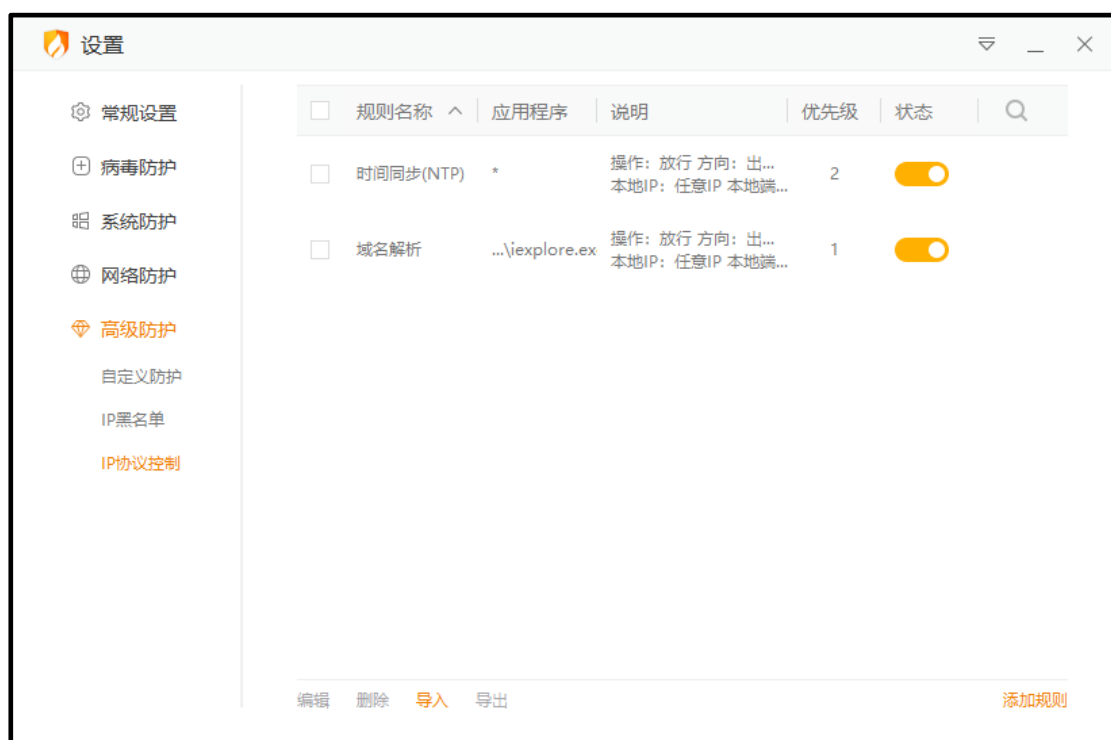 设置
常规设置
病毒防护
系统防护
网络防护
高级防护
自定义防护
IP黑名单
IP协议控制
规则名称 应用程序 说明 优先级 状态
时间同步(NTP) * 操作：放行 方向：出... 2
本地IP：任意IP 本地端...
域名解析 ...\iexplore.ex 操作：放行 方向：出... 1
本地IP：任意IP 本地端...
编辑 删除 导入 导出 添加规则